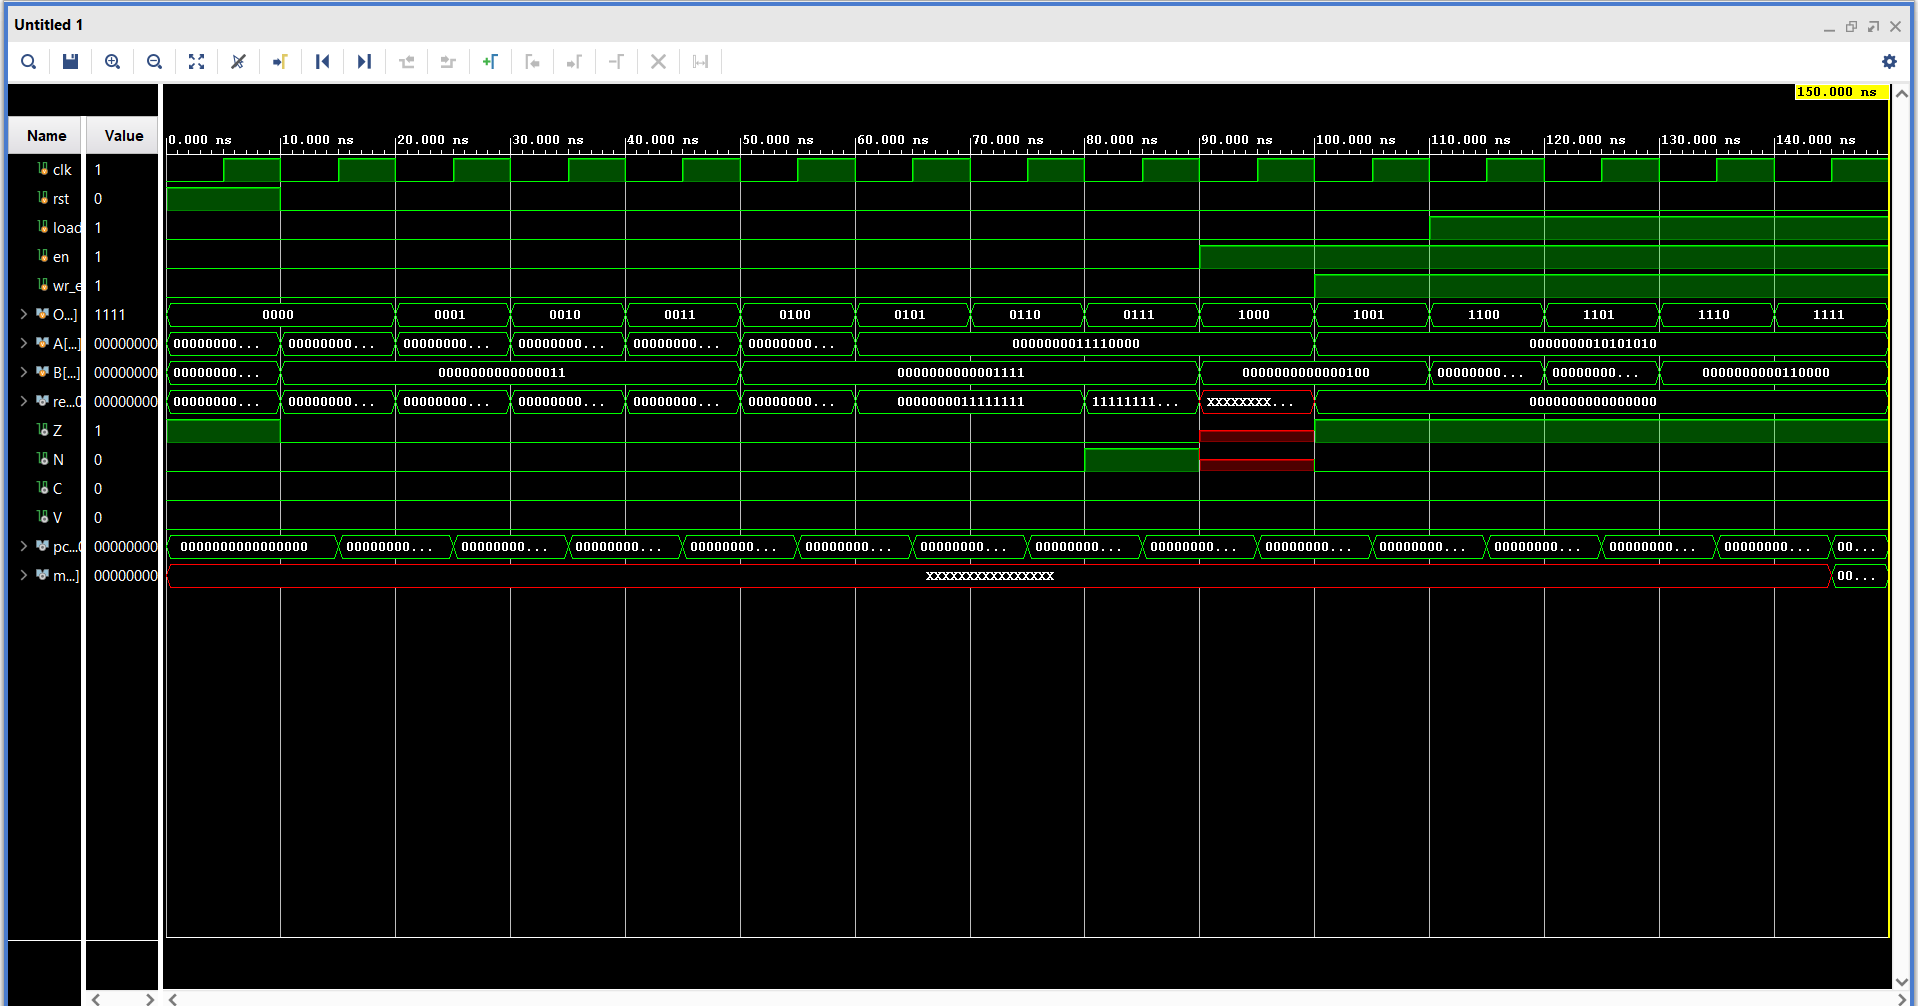 Untitled 1
150.000 ns
Name Value
0.000 ns 10.000 ns 20.000 ns 30.000 ns 40.000 ns 50.000 ns 60.000 ns 70.000 ns 80.000 ns 90.000 ns 100.000 ns 110.000 ns 120.000 ns 130.000 ns 140.000 ns
clk 1
rst 0
load 1
en 1
wr_e 1
O...] 1111 0000 0001 0010 0011 0100 0101 0110 0111 1000 1001 1100 1101 1110 1111
A[...] 00000000 00000000... 00000000... 00000000... 00000000... 00000000... 00000000... 0000000011110000 0000000010101010
B[...] 00000000 00000000... 0000000000000011 0000000000001111 0000000000000100 00000000... 00000000... 0000000000110000
re...0 00000000 00000000... 00000000... 00000000... 00000000... 00000000... 00000000... 0000000011111111 11111111... XXXXXXXX... 0000000000000000
Z 1
N 0
C 0
V 0
pc...0 00000000 0000000000000000 00000000... 00000000... 00000000... 00000000... 00000000... 00000000... 00000000... 00000000... 00000000... 00000000... 00000000... 00000000... 00000000... 00...
m...] 00000000 XXXXXXXXXXXXXXXX 00...